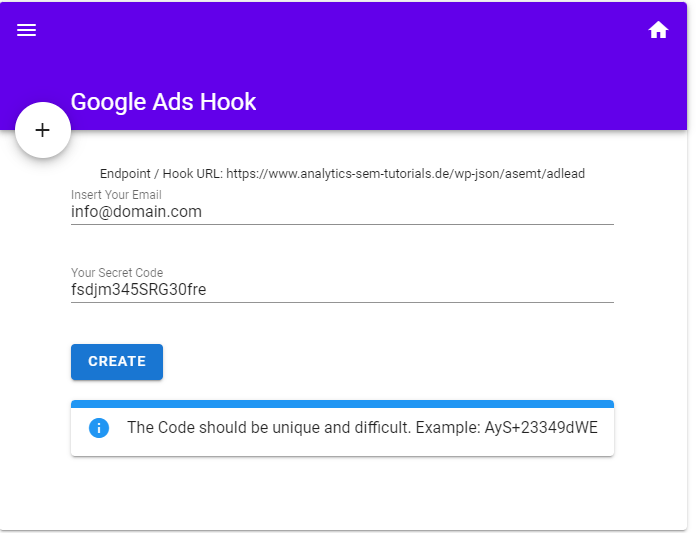 Google Ads Hook
Endpoint / Hook URL: https://www.analytics-sem-tutorials.de/wp-json/asemt/adlead
Insert Your Email
info@domain.com
Your Secret Code
fsdjm345SRG30fre
CREATE
The Code should be unique and difficult. Example: AyS+23349dWE